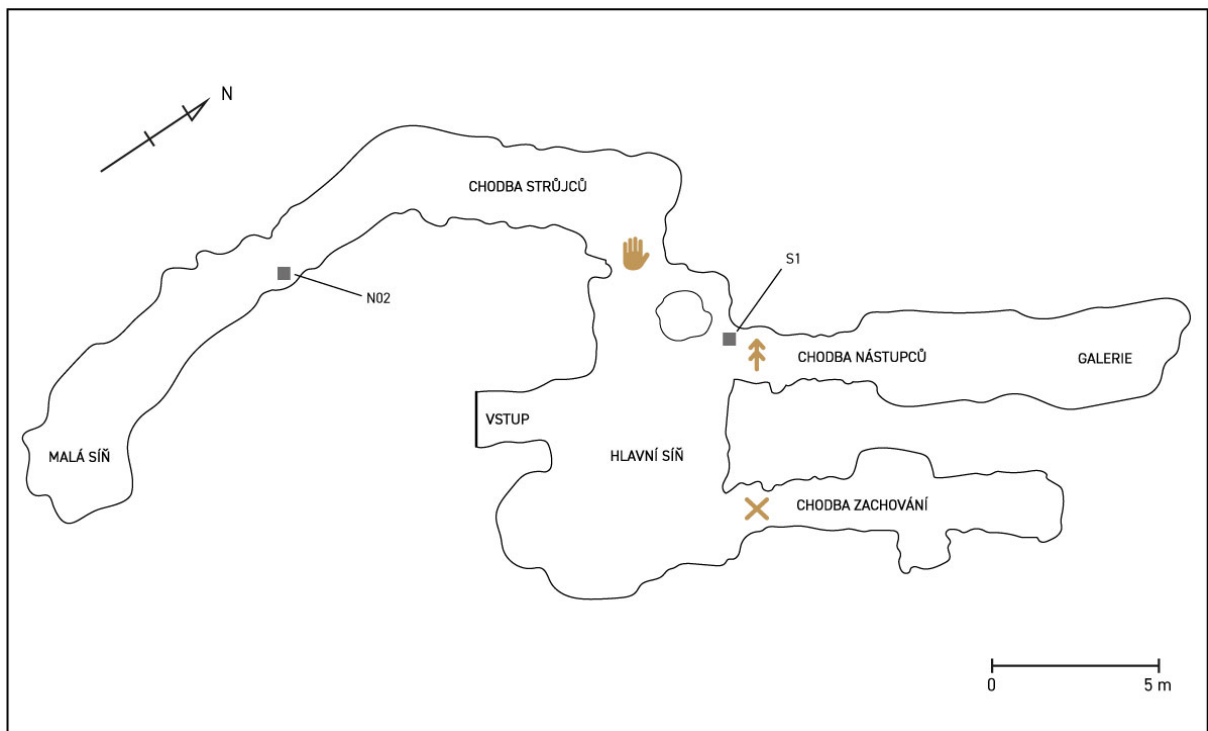 N
CHODBA STRŮJCŮ
S1
N02
CHODBA NÁSTUPCŮ
GALERIE
VSTUP
MALÁ SÍŇ
HLAVNÍ SÍŇ
CHODBA ZACHOVÁNÍ
0
5 m